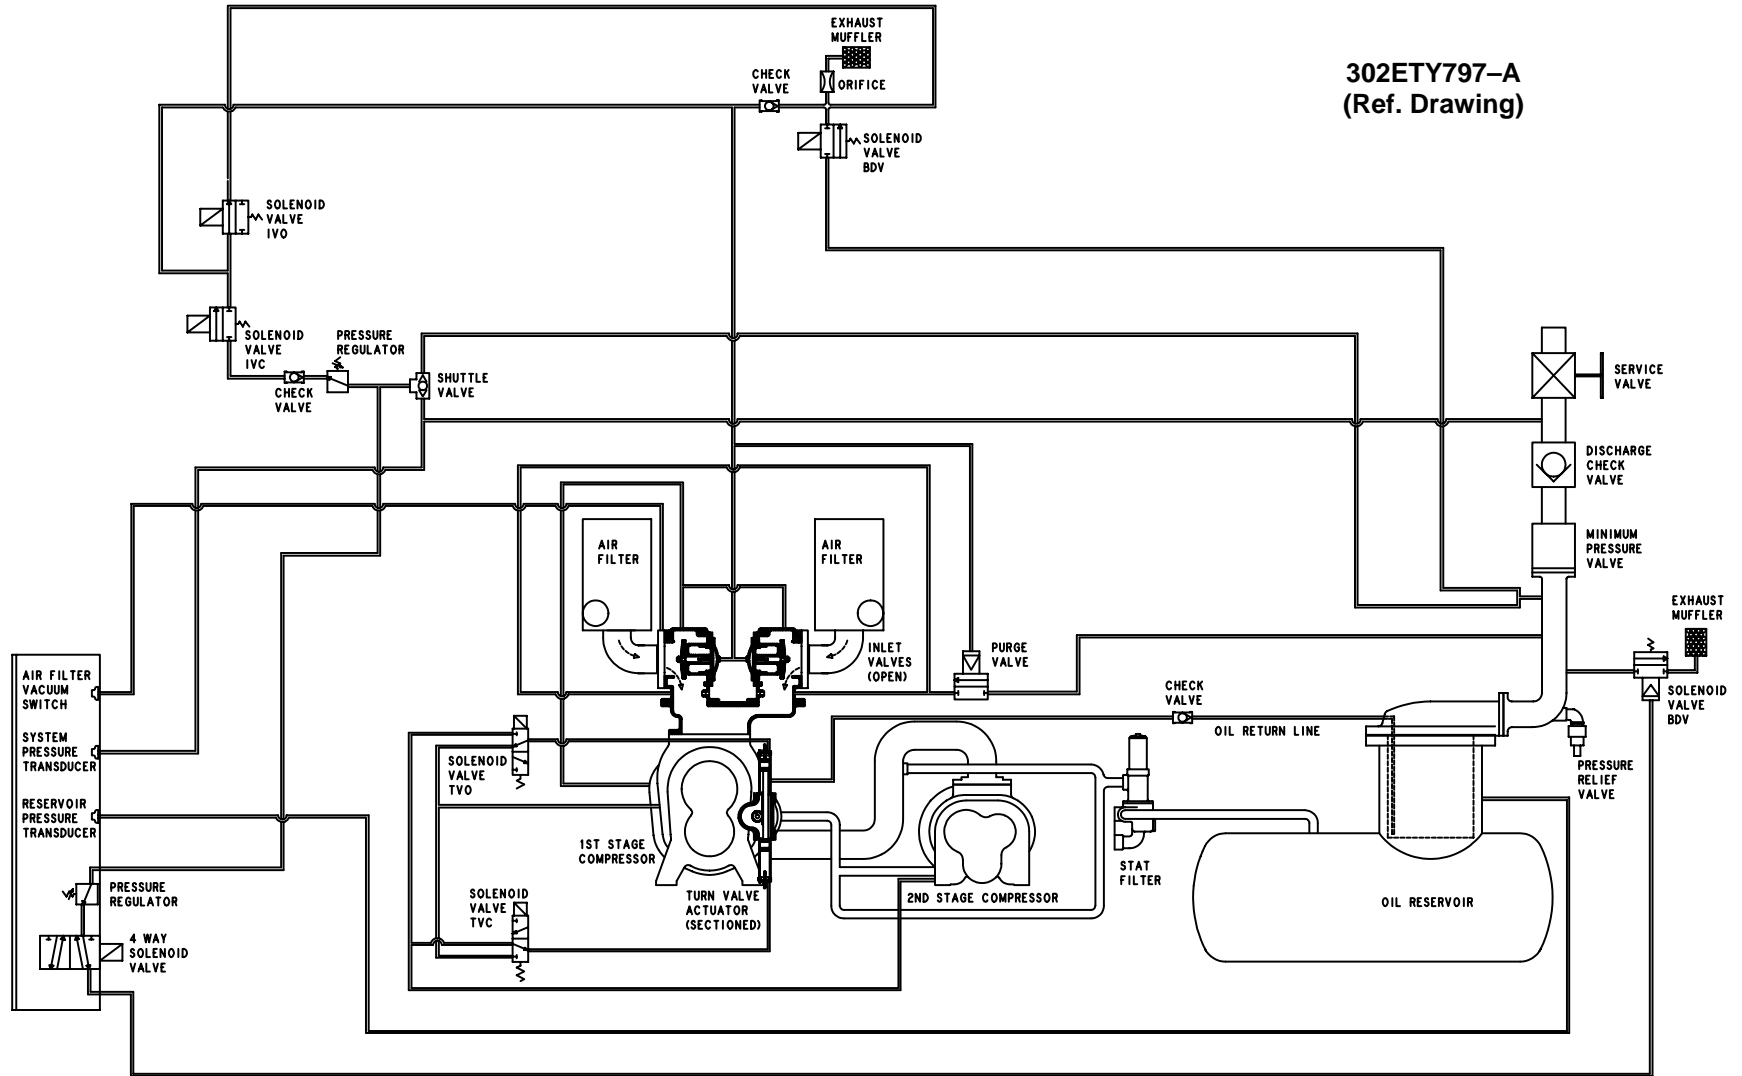 EXHAUST
MUFFLER
302ETY797–A
(Ref. Drawing)
CHECK
VALVE
ORIFICE
SOLENOID
VALVE
BDV
SOLENOID
VALVE
IVO
SOLENOID
VALVE
IVC
PRESSURE
REGULATOR
CHECK
VALVE
SHUTTLE
VALVE
SERVICE
VALVE
DISCHARGE
CHECK
VALVE
MINIMUM
PRESSURE
VALVE
AIR
FILTER
AIR
FILTER
EXHAUST
MUFFLER
INLET
VALVES
(OPEN)
PURGE
VALVE
AIR FILTER
VACUUM
SWITCH
CHECK
VALVE
SOLENOID
VALVE
BDV
OIL RETURN LINE
SYSTEM
PRESSURE
TRANSDUCER
SOLENOID
VALVE
TVO
PRESSURE
RELIEF
VALVE
RESERVOIR
PRESSURE
TRANSDUCER
1ST STAGE
COMPRESSOR
STAT
FILTER
PRESSURE
REGULATOR
SOLENOID
VALVE
TVC
TURN VALVE
ACTUATOR
(SECTIONED)
2ND STAGE COMPRESSOR
OIL RESERVOIR
4 WAY
SOLENOID
VALVE